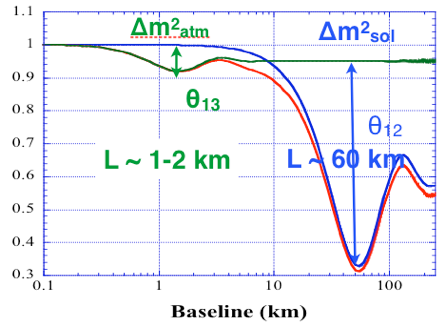 1.1
Δm²atm
Δm²sol
1
0.9
θ13
0.8
θ12
0.7
L ~ 1-2 km
L ~ 60 km
0.6
0.5
0.4
0.3
0.1
1
10
100
Baseline (km)